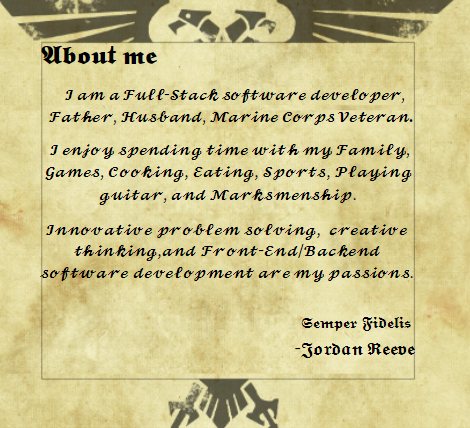 About me
I am a Full-Stack software developer,
Father, Husband, Marine Corps Veteran.
I enjoy spending time with my Family,
Games, Cooking, Eating, Sports, Playing
guitar, and Marksmenship.
Innovative problem solving, creative
thinking,and Front-End/Backend
software development are my passions.
Semper Fidelis
-Jordan Reeve